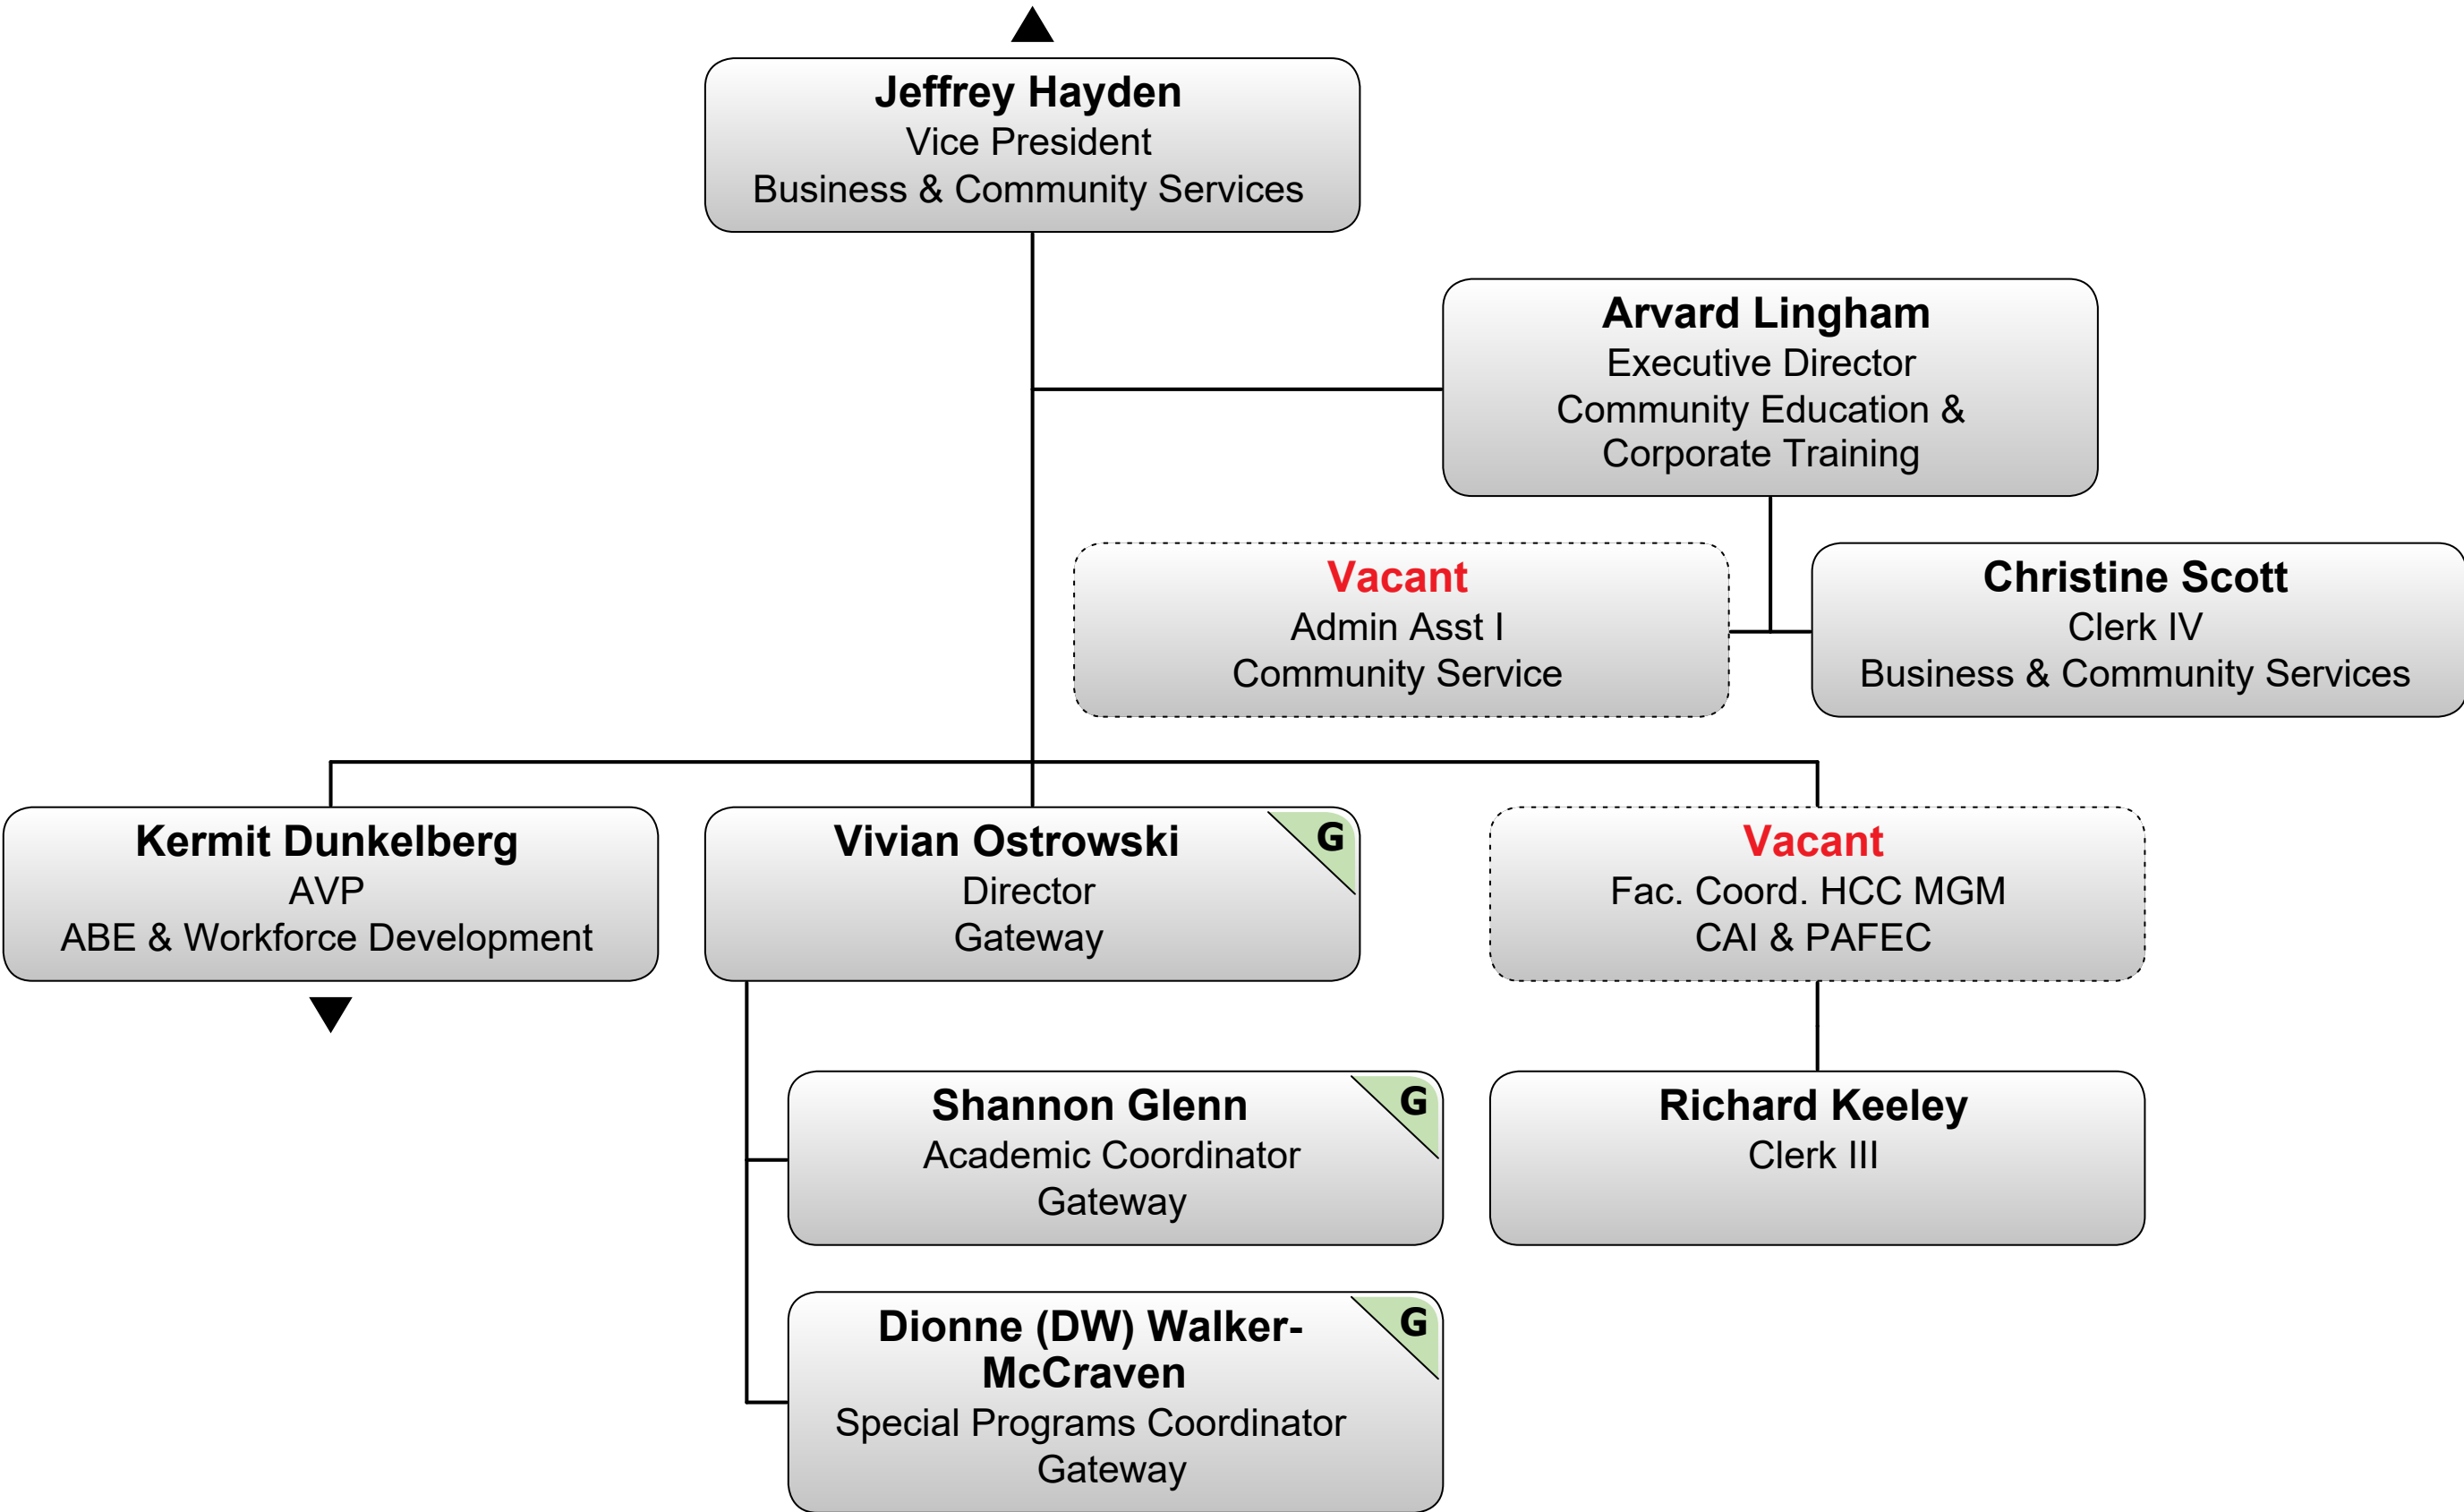 Jeffrey Hayden
Vice President
Business & Community Services
Arvard Lingham
Executive Director
Community Education &
Corporate Training
Vacant
Admin Asst I
Community Service
Christine Scott
Clerk IV
Business & Community Services
Kermit Dunkelberg
AVP
ABE & Workforce Development
Vivian Ostrowski
G
Director
Gateway
Vacant
Fac. Coord. HCC MGM
CAI & PAFEC
Shannon Glenn
G
Academic Coordinator
Gateway
Richard Keeley
Clerk III
Dionne (DW) Walker-
McCraven
G
Special Programs Coordinator
Gateway